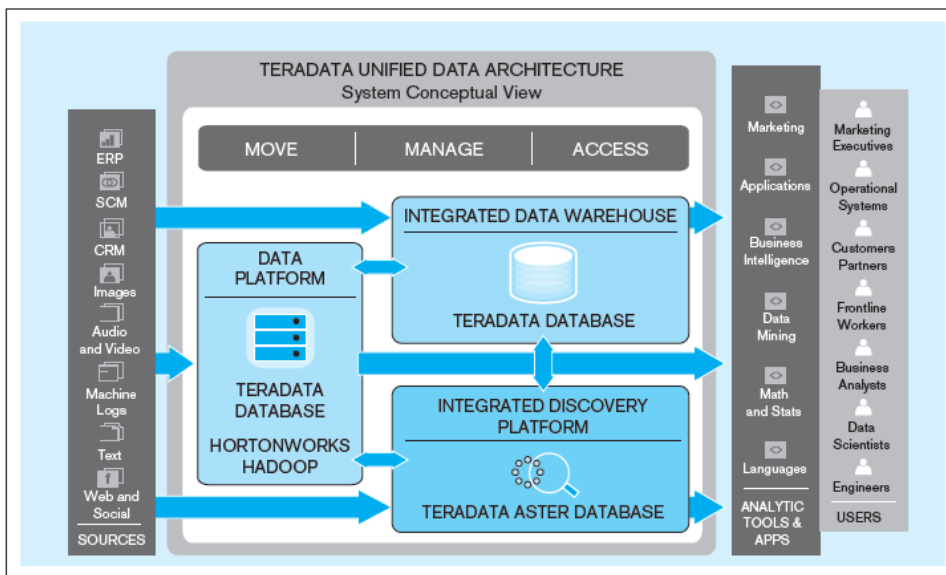 TERADATA UNIFIED DATA ARCHITECTURE
System Conceptual View
MOVE
MANAGE
ACCESS
ERP
SCM
CRM
Images
Audio
and Video
Machine
Logs
Text
Web and
Social
SOURCES
DATA
PLATFORM
TERADATA
DATABASE
HORTONWORKS
HADOOP
INTEGRATED DATA WAREHOUSE
TERADATA DATABASE
INTEGRATED DISCOVERY
PLATFORM
TERADATA ASTER DATABASE
Marketing
Applications
Business
Intelligence
Data
Mining
Math
and Stats
Languages
ANALYTIC
TOOLS &
APPS
Marketing
Executives
Operational
Systems
Customers
Partners
Frontline
Workers
Business
Analysts
Data
Scientists
Engineers
USERS